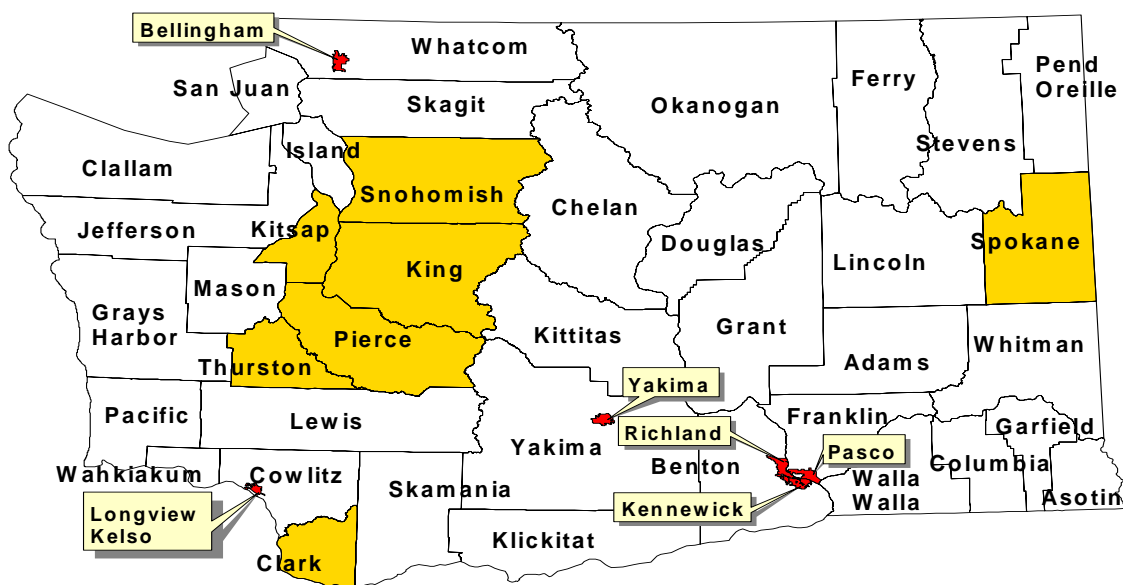 Bellingham
Whatcom
San Juan
Skagit
Okanogan
Ferry
Pend
Oreille
Stevens
Island
Clallam
Snohomish
Chelan
Jefferson
Kitsap
Douglas
Spokane
King
Lincoln
Mason
Grays
Harbor
Pierce
Kittitas
Grant
Whitman
Thurston
Adams
Yakima
Pacific
Lewis
Franklin
Garfield
Richland
Yakima
Pasco
Wahkiakum
Cowlitz
Benton
Columbia
Skamania
Walla
Walla
Asotin
Longview
Kelso
Kennewick
Klickitat
Clark